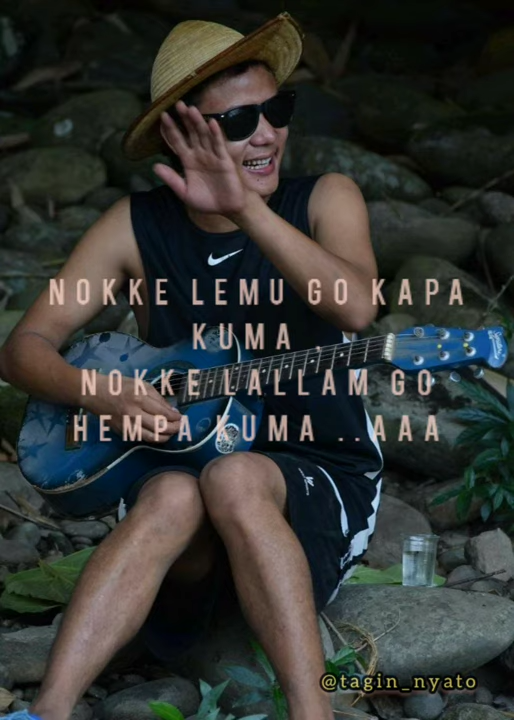 NOKKE LEMU GO KAPA
KUMA .
NOKKE LALLAM GO
HEMPA KUMA ..AAA
@tagin_nyato